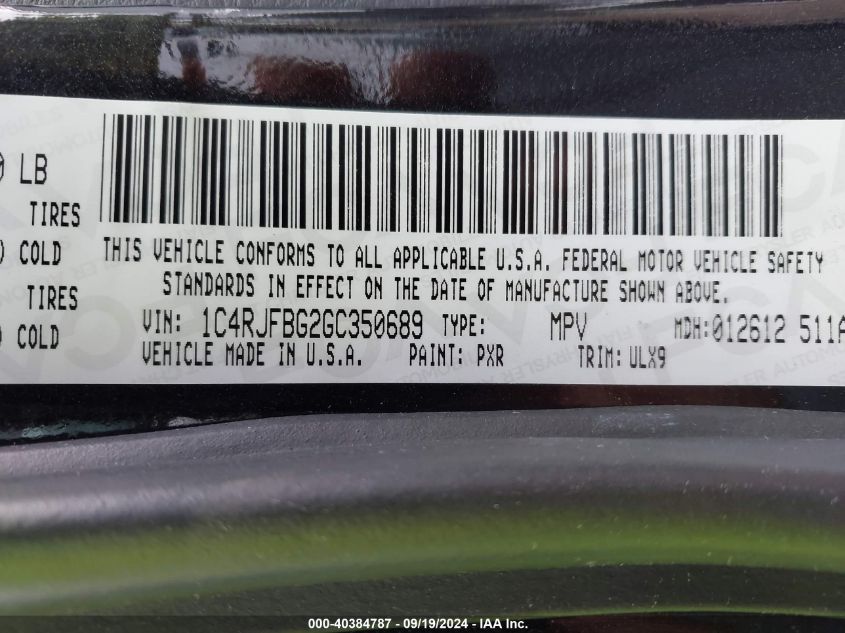 0 LB
TIRES
COLD
TIRES
COLD
THIS VEHICLE CONFORMS TO ALL APPLICABLE U.S.A. FEDERAL MOTOR VEHICLE SAFETY
STANDARDS IN EFFECT ON THE DATE OF MANUFACTURE SHOWN ABOVE.
VIN: 1C4RJFBG2GC350689 TYPE: MPV MDH:012612 511A
VEHICLE MADE IN U.S.A. PAINT: PXR TRIM: ULX9
000-40384787 - 09/19/2024 - IAA Inc.